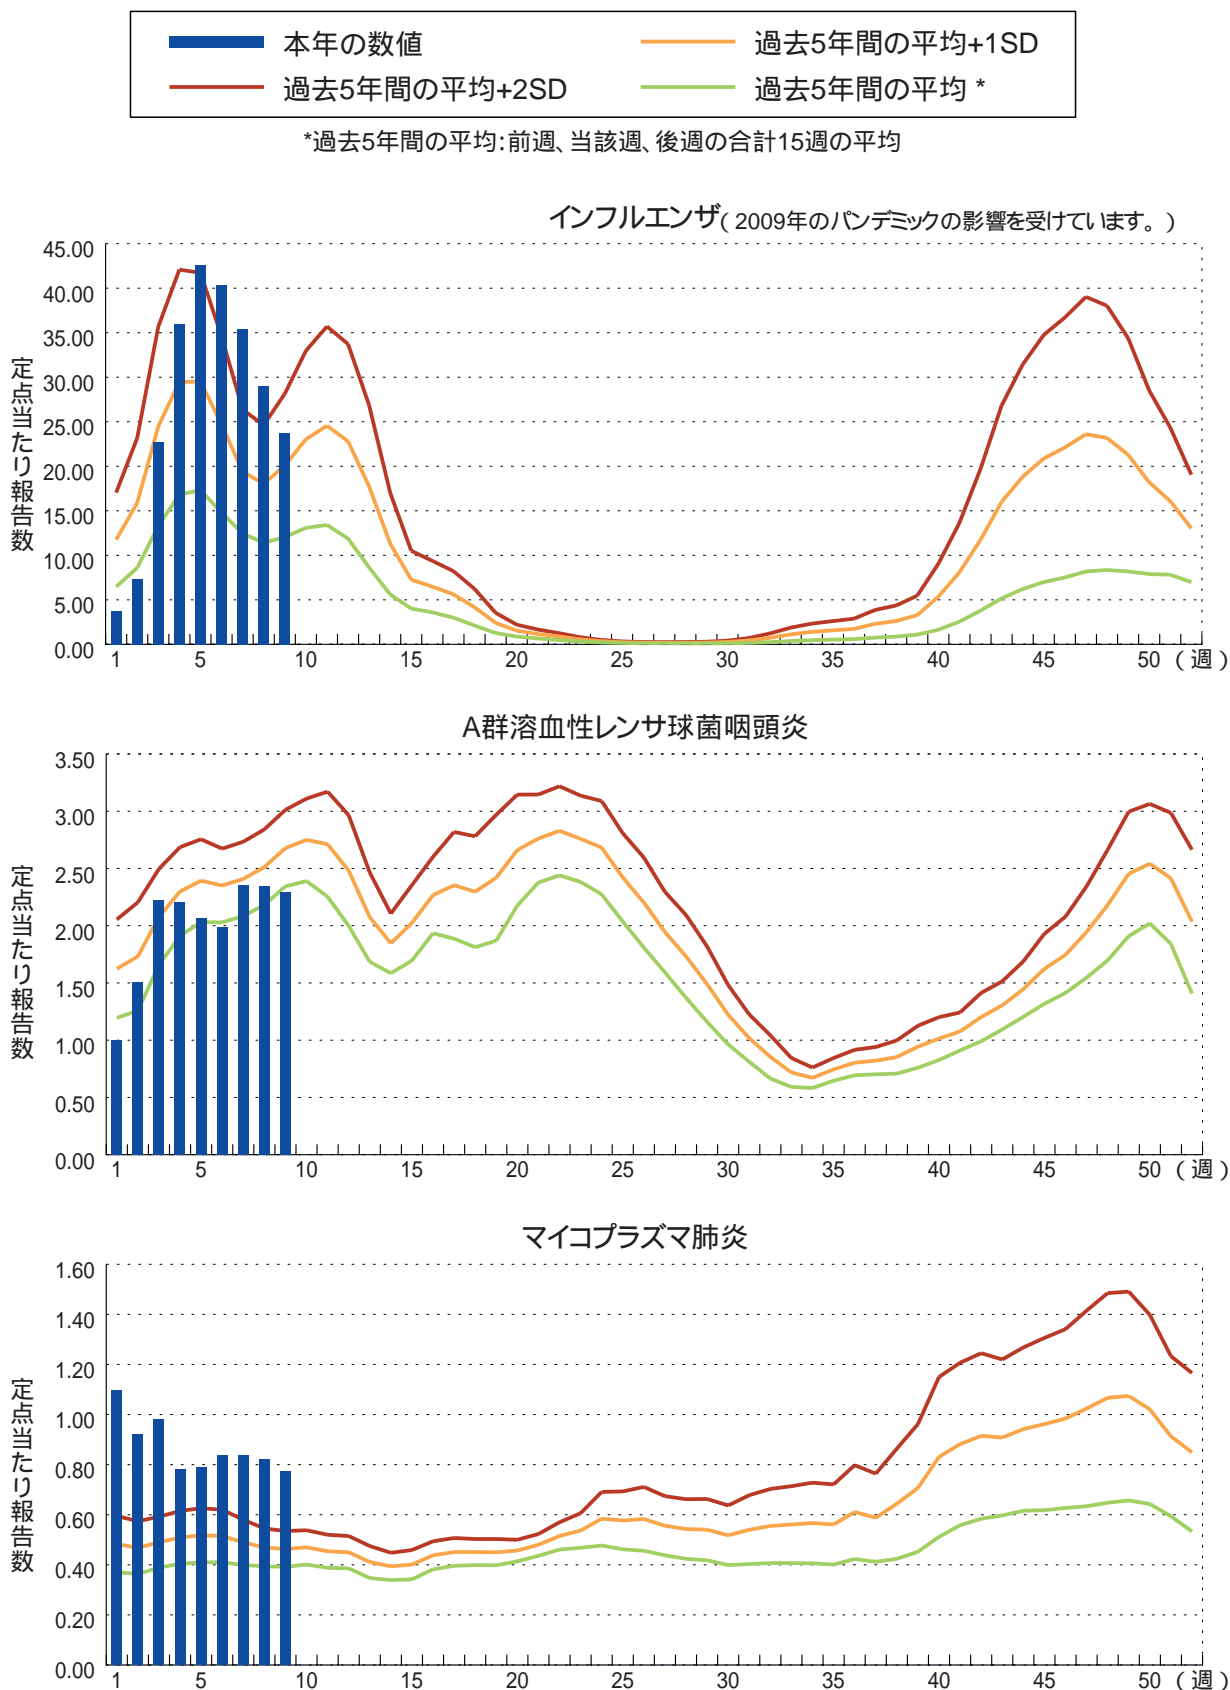 本年の数値
過去5年間の平均+1SD
過去5年間の平均+2SD
過去5年間の平均 *
*過去5年間の平均:前週、当該週、後週の合計15週の平均
インフルエンザ( 2009年のパンデミックの影響を受けています。 )
定点当たり報告数
45.00
40.00
35.00
30.00
25.00
20.00
15.00
10.00
5.00
0.00
1 5 10 15 20 25 30 35 40 45 50 ( 週 )
A群溶血性レンサ球菌咽頭炎
定点当たり報告数
3.50
3.00
2.50
2.00
1.50
1.00
0.50
0.00
1 5 10 15 20 25 30 35 40 45 50 ( 週 )
マイコプラズマ肺炎
定点当たり報告数
1.60
1.40
1.20
1.00
0.80
0.60
0.40
0.20
0.00
1 5 10 15 20 25 30 35 40 45 50 ( 週 )